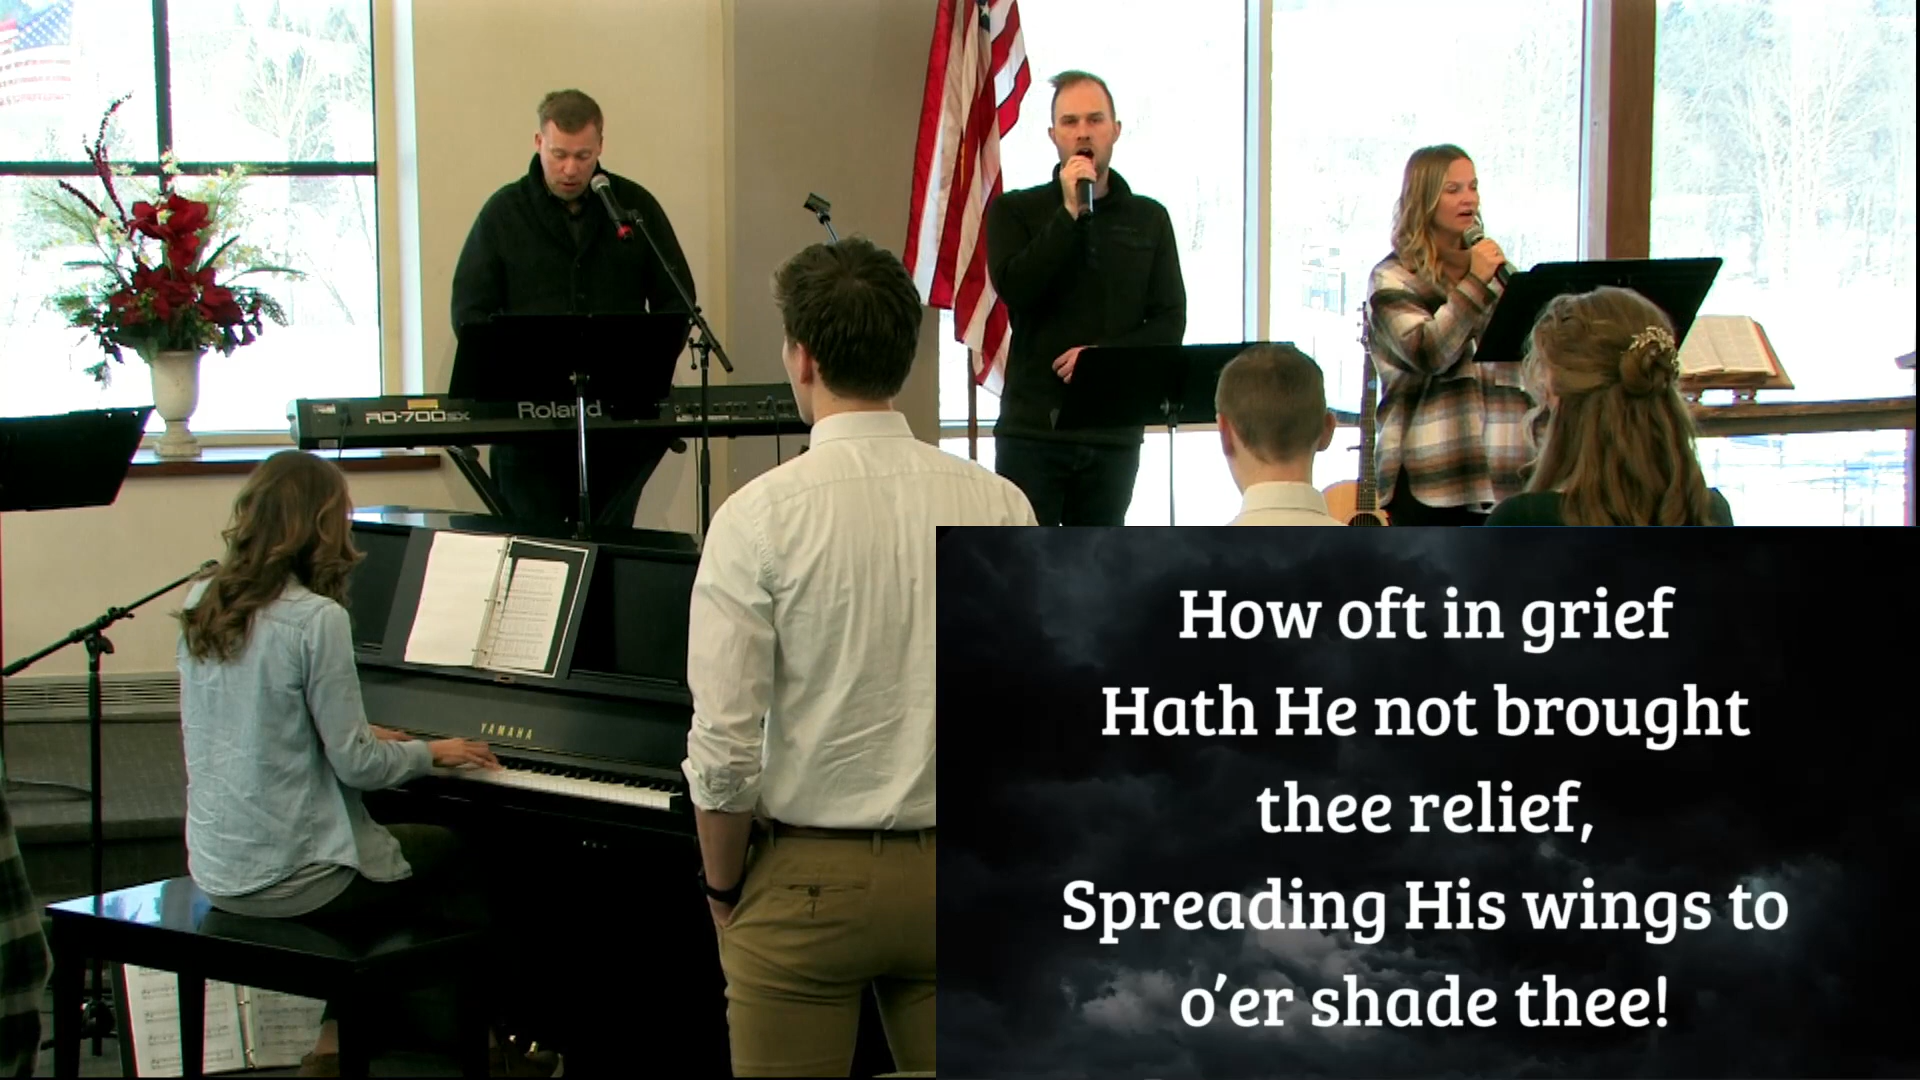 RD-700SX
Roland
YAMAHA
How oft in grief
Hath He not brought
thee relief,
Spreading His wings to
o'er shade thee!